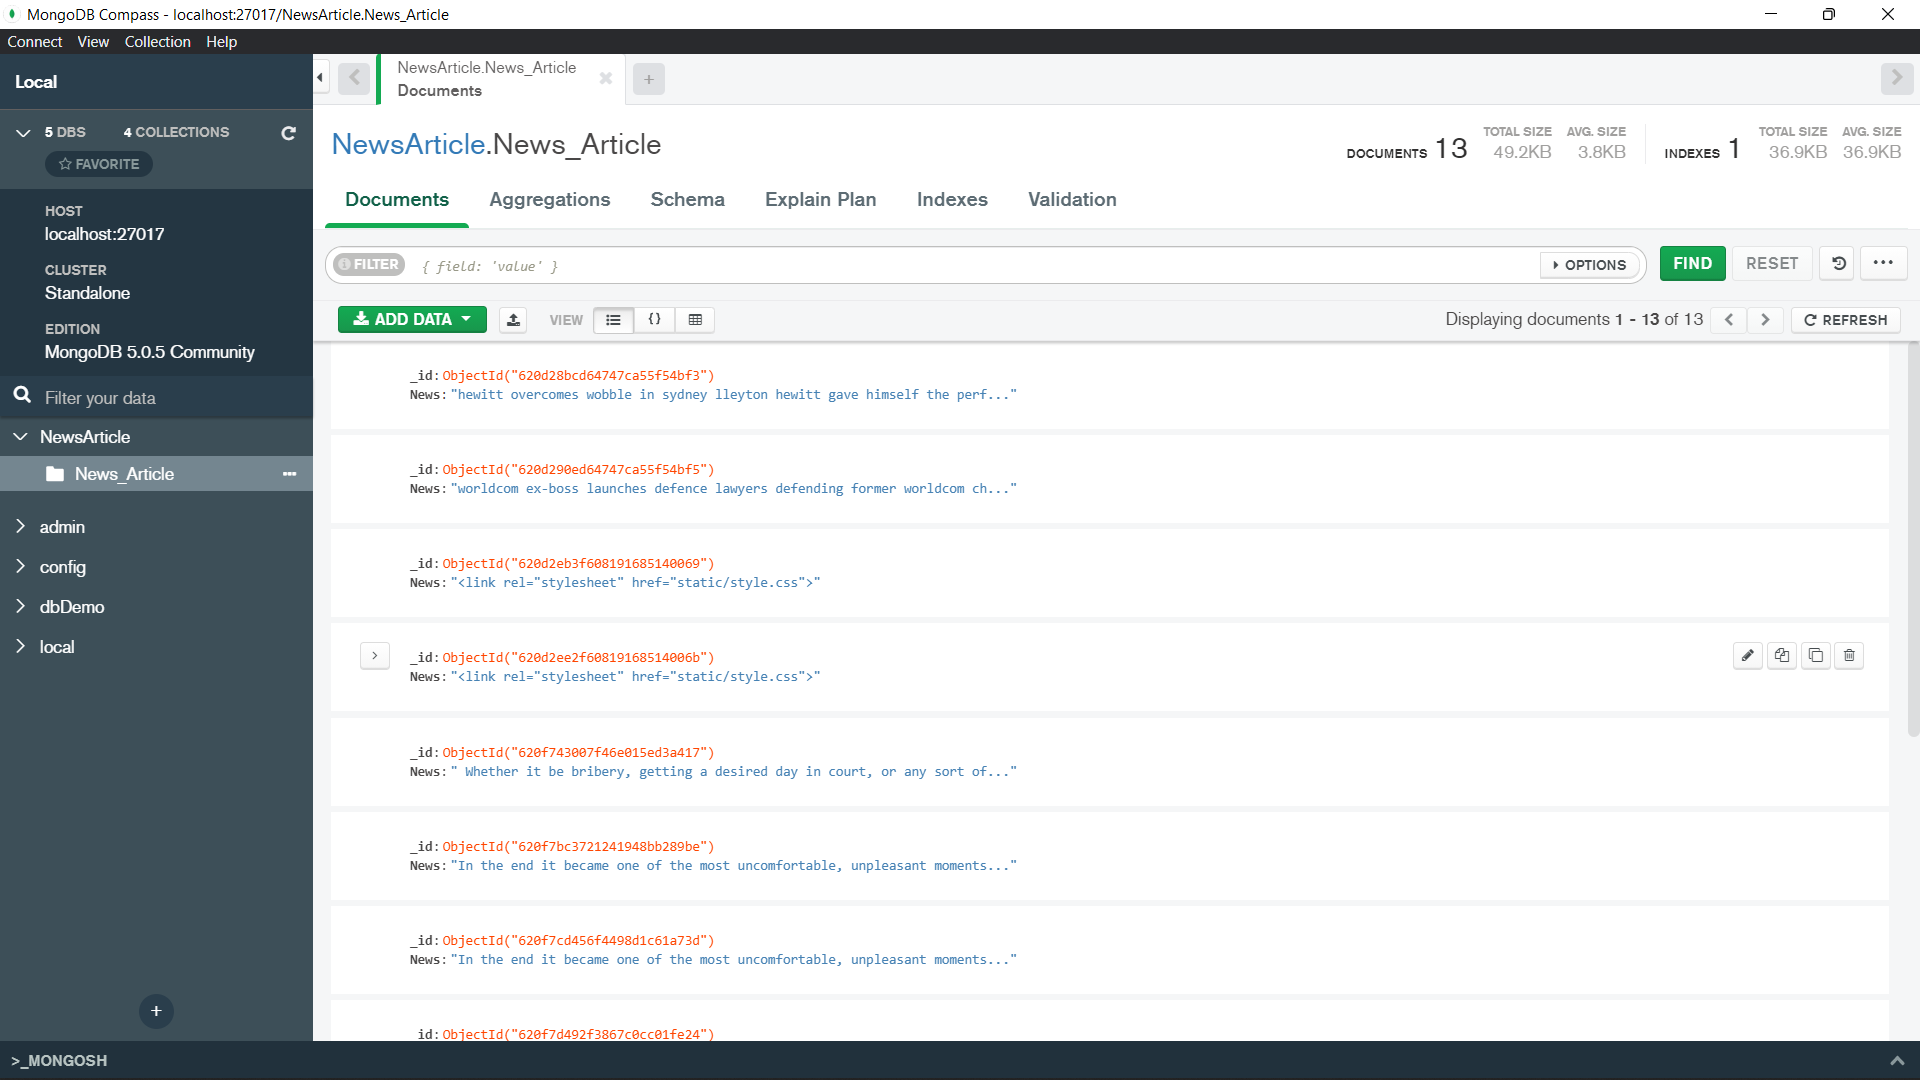 MongoDB Compass - localhost:27017/NewsArticle.News_Article
Connect View Collection Help
Local
5 DBS 4 COLLECTIONS
FAVORITE
HOST
localhost:27017
CLUSTER
Standalone
EDITION
MongoDB 5.0.5 Community
Filter your data
NewsArticle
News_Article
admin
config
dbDemo
local
NewsArticle.News_Article
Documents
NewsArticle.News_Article
DOCUMENTS 13 TOTAL SIZE 49.2KB AVG. SIZE 3.8KB INDEXES 1 TOTAL SIZE 36.9KB AVG. SIZE 36.9KB
Documents Aggregations Schema Explain Plan Indexes Validation
FILTER { field: 'value' } OPTIONS FIND RESET
ADD DATA VIEW Displaying documents 1 - 13 of 13 REFRESH
_id: ObjectId("620d28bcd64747ca55f54bf3")
News: "hewitt overcomes wobble in sydney lleyton hewitt gave himself the perf..."
_id: ObjectId("620d290ed64747ca55f54bf5")
News: "worldcom ex-boss launches defence lawyers defending former worldcom ch..."
_id: ObjectId("620d2eb3f608191685140069")
News: "<link rel="stylesheet" href="static/style.css">"
_id: ObjectId("620d2ee2f60819168514006b")
News: "<link rel="stylesheet" href="static/style.css">"
_id: ObjectId("620f743007f46e015ed3a417")
News: " Whether it be bribery, getting a desired day in court, or any sort of..."
_id: ObjectId("620f7bc3721241948bb289be")
News: "In the end it became one of the most uncomfortable, unpleasant moments..."
_id: ObjectId("620f7cd456f4498d1c61a73d")
News: "In the end it became one of the most uncomfortable, unpleasant moments..."
_id: ObjectId("620f7d492f3867c0cc01fe24")
>_MONGOSH